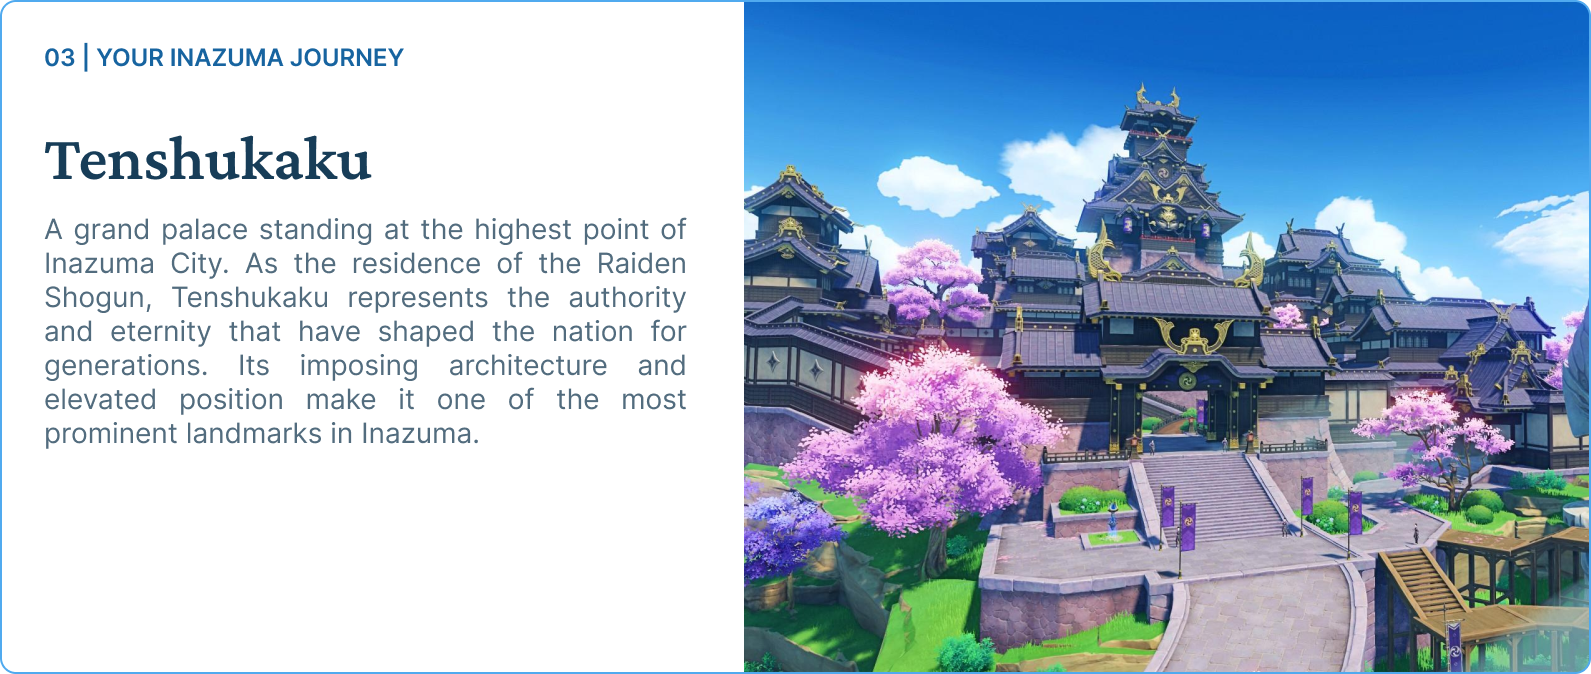 03 | YOUR INAZUMA JOURNEY
Tenshukaku
A grand palace standing at the highest point of
Inazuma City. As the residence of the Raiden
Shogun, Tenshukaku represents the authority
and eternity that have shaped the nation for
generations. Its imposing architecture and
elevated position make it one of the most
prominent landmarks in Inazuma.